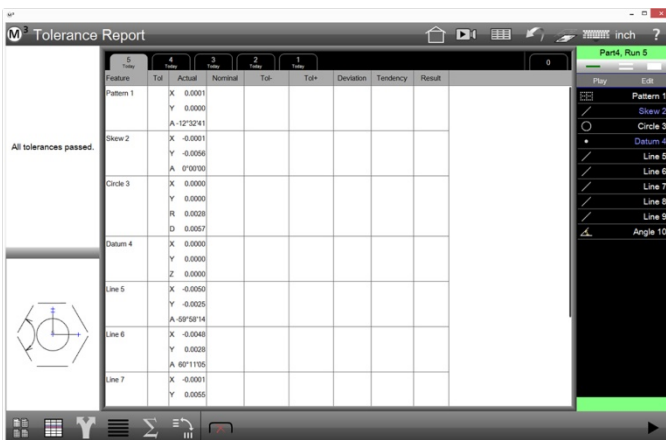 M³
M³ Tolerance Report
inch ?
Part4, Run 5
5 Today 4 Today 3 Today 2 Today 1 Today 0
Play Edit
Feature Tol Actual Nominal Tol- Tol+ Deviation Tendency Result
Pattern 1 X 0.0001
Y 0.0000
A -12°32'41
Skew 2 X -0.0001
Y -0.0056
A 0°00'00
Circle 3 X 0.0000
Y 0.0000
R 0.0028
D 0.0057
Datum 4 X 0.0000
Y 0.0000
Z 0.0000
Line 5 X -0.0050
Y -0.0025
A -59°58'14
Line 6 X -0.0048
Y 0.0028
A 60°11'05
Line 7 X -0.0001
Y 0.0055
All tolerances passed.
Pattern 1
Skew 2
Circle 3
Datum 4
Line 5
Line 6
Line 7
Line 8
Line 9
Angle 10